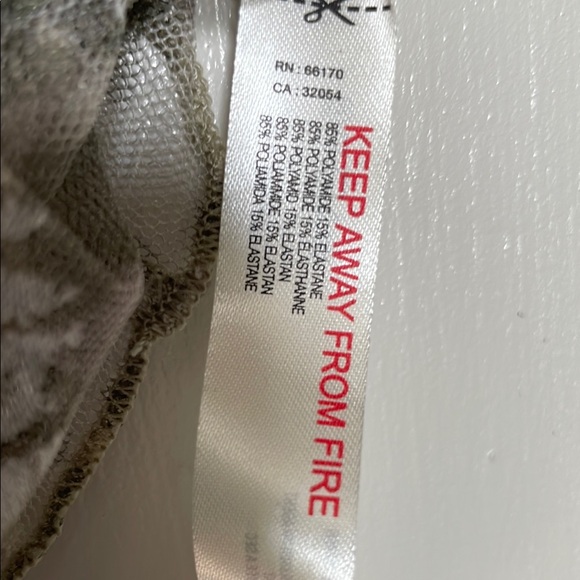 RN : 66170
CA : 32054
KEEP AWAY FROM FIRE
85% POLYAMIDE 15% ELASTANE
85% POLYAMIDE 15% ELASTHANNE
85% POLYAMID 15% ELASTAN
85% POLIAMMIDE 15% ELASTAN
85% POLIAMIDA 15% ELASTANE